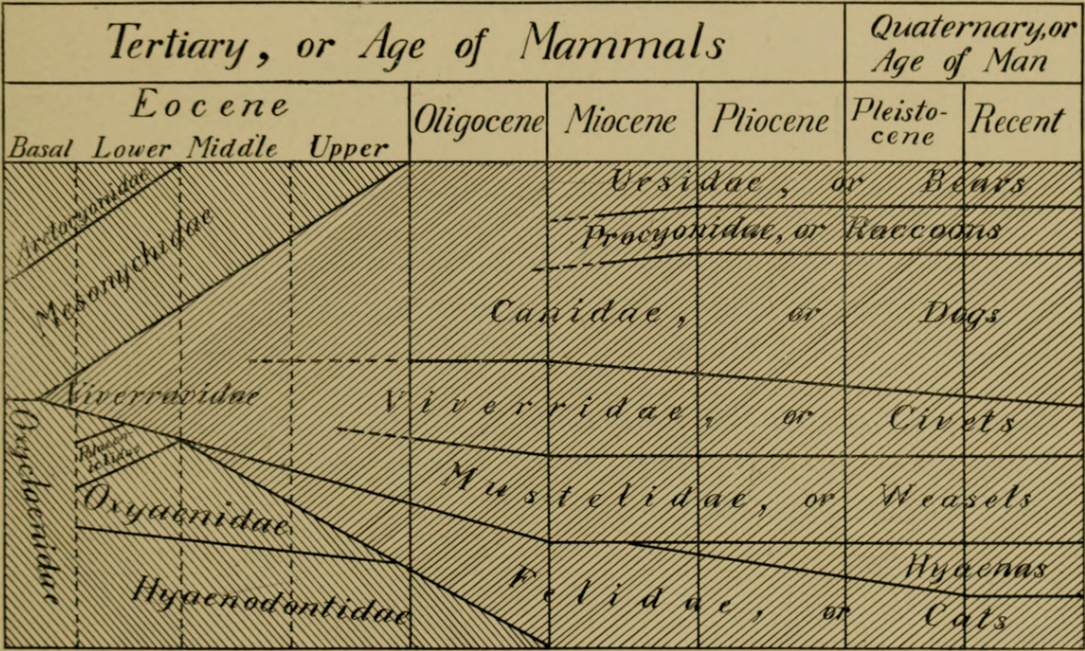 Tertiary, or Age of Mammals
Quaternary, or
Age of Man
Eocene
Basal Lower Middle Upper
Oligocene
Miocene
Pliocene
Pleisto-
cene
Recent
Arctocyonidae
Mesonychidae
Ursidae, or Bears
Procyonidae, or Raccoons
Canidae, or Dogs
Viverravidae
Viverridae, or Civets
Oxyclaenidae
Mustelidae, or Weasels
Oxyaenidae
Hyaenas
Hyaenodontidae
Felidae, or Cats